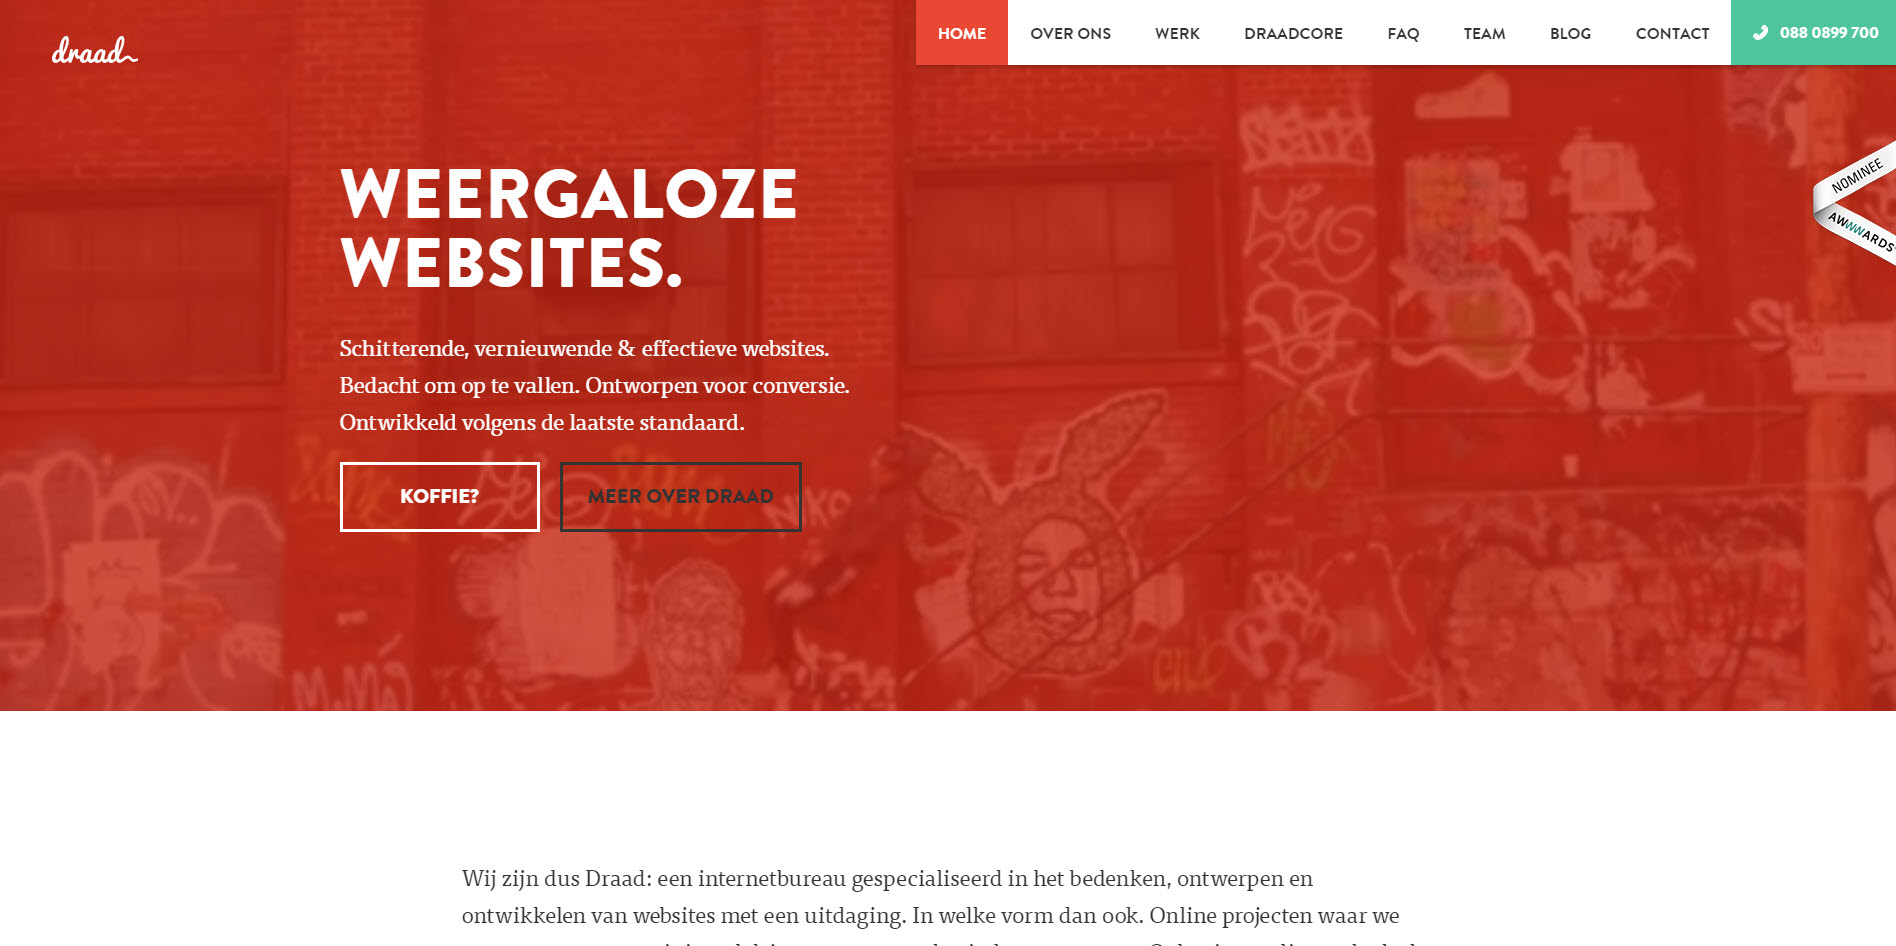 draad
HOME
OVER ONS
WERK
DRAADCORE
FAQ
TEAM
BLOG
CONTACT
088 0899 700
NOMINEE
AWWWARDS
WEERGALOZE
WEBSITES.
Schitterende, vernieuwende & effectieve websites.
Bedacht om op te vallen. Ontworpen voor conversie.
Ontwikkeld volgens de laatste standaard.
KOFFIE?
MEER OVER DRAAD
Wij zijn dus Draad: een internetbureau gespecialiseerd in het bedenken, ontwerpen en
ontwikkelen van websites met een uitdaging. In welke vorm dan ook. Online projecten waar we